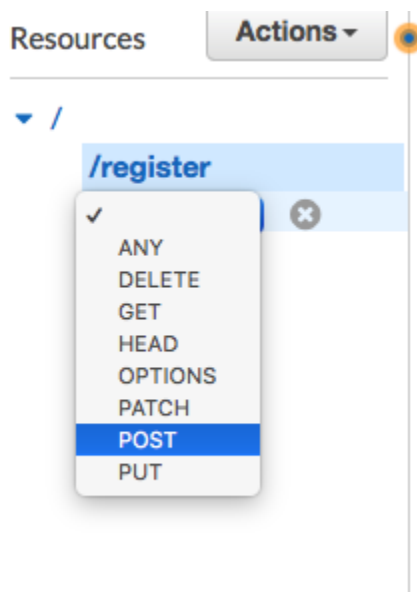 Resources Actions
/
/register
ANY
DELETE
GET
HEAD
OPTIONS
PATCH
POST
PUT